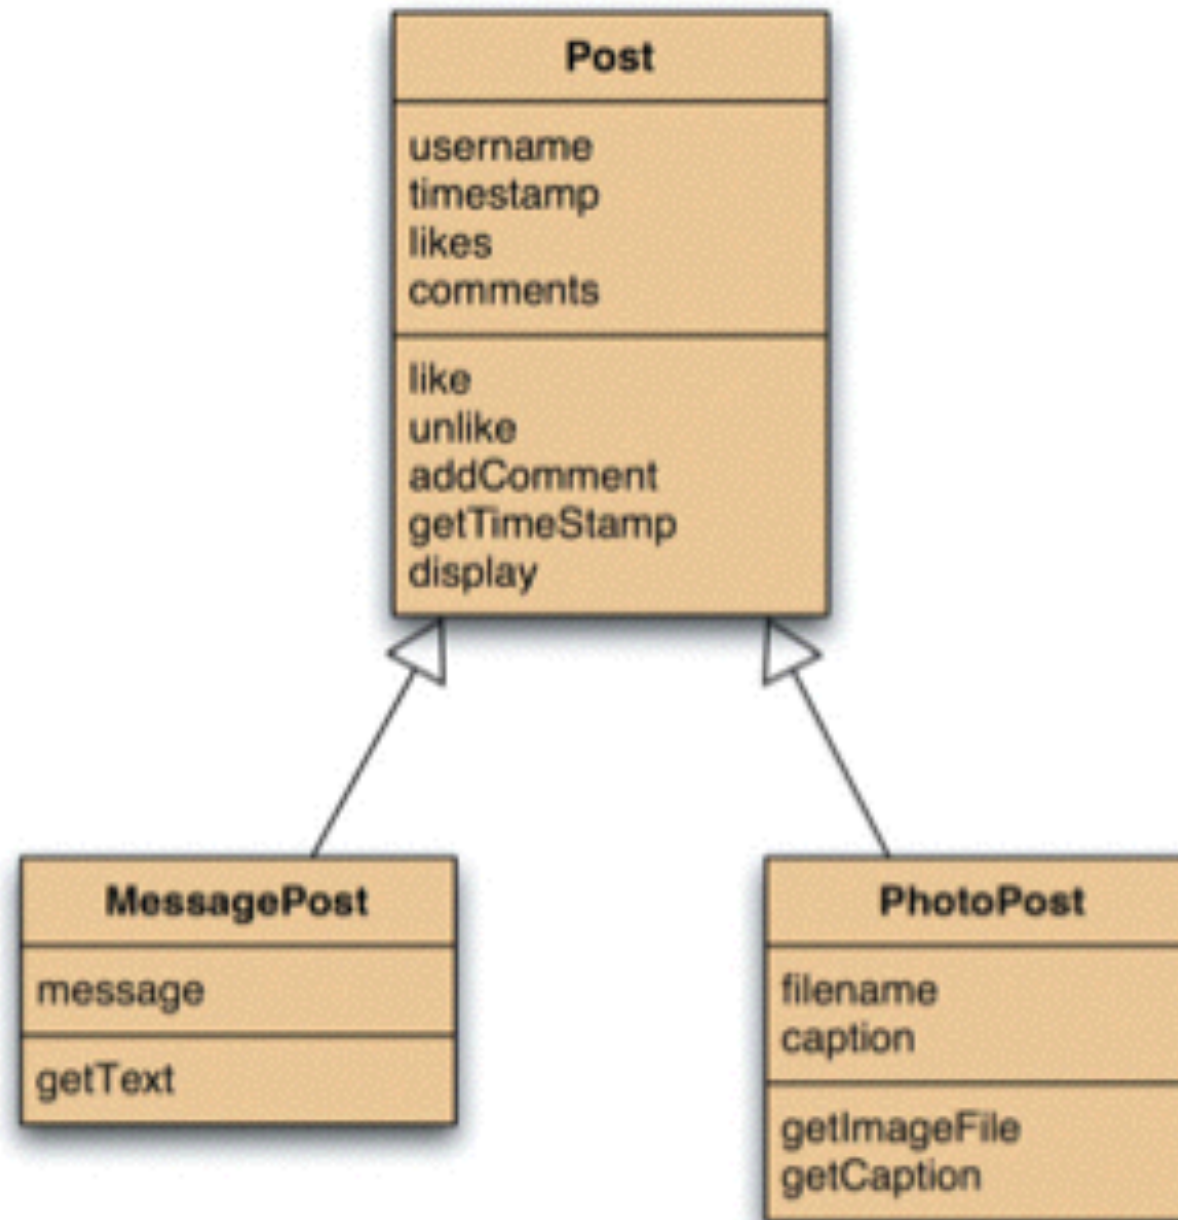 Post
username
timestamp
likes
comments
like
unlike
addComment
getTimeStamp
display
MessagePost
message
getText
PhotoPost
filename
caption
getImageFile
getCaption